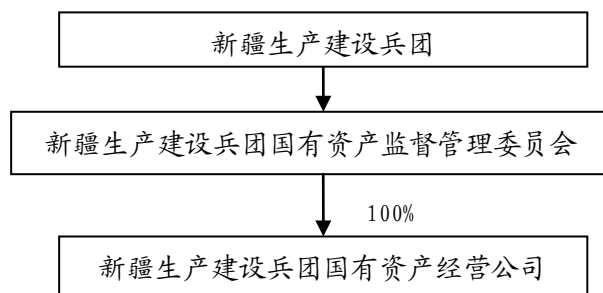 新疆生产建设兵团
新疆生产建设兵团国有资产监督管理委员会
100%
新疆生产建设兵团国有资产经营公司